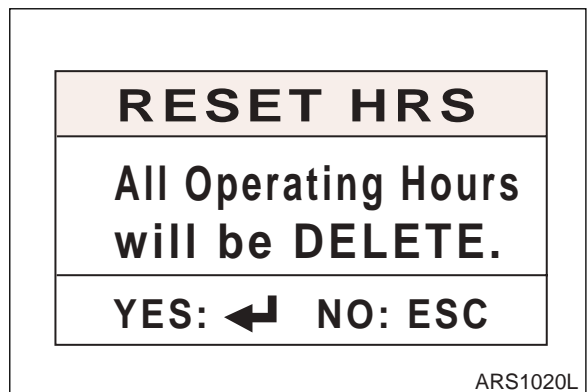 RESET HRS
All Operating Hours
will be DELETE.
YES: ↵ NO: ESC
ARS1020L